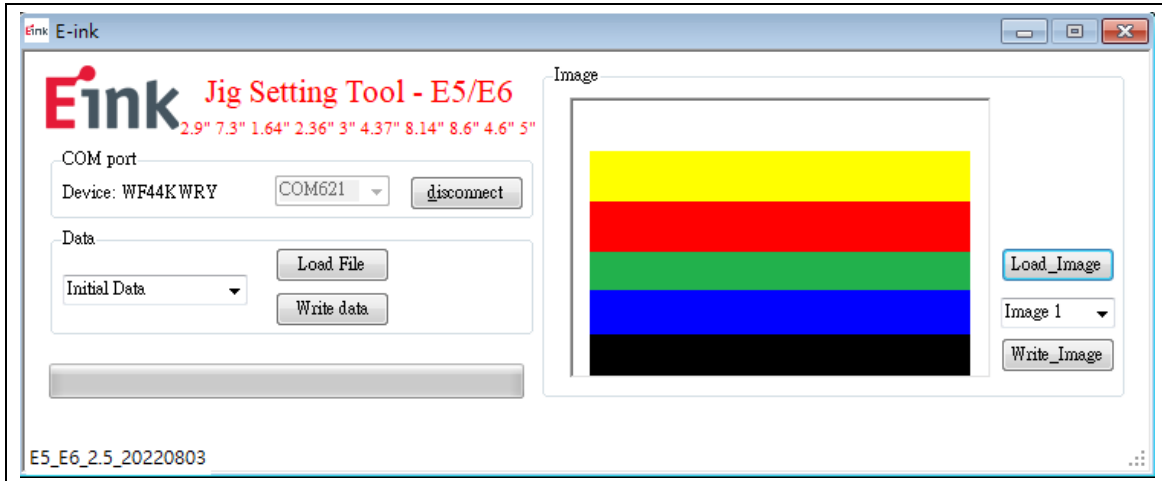 Eink E-ink
Eink
Jig Setting Tool - E5/E6
2.9" 7.3" 1.64" 2.36" 3" 4.37" 8.14" 8.6" 4.6" 5"
COM port
Device: WF44KWRY
COM621
disconnect
Data
Initial Data
Load File
Write data
Image
Load_Image
Image 1
Write_Image
E5_E6_2.5_20220803